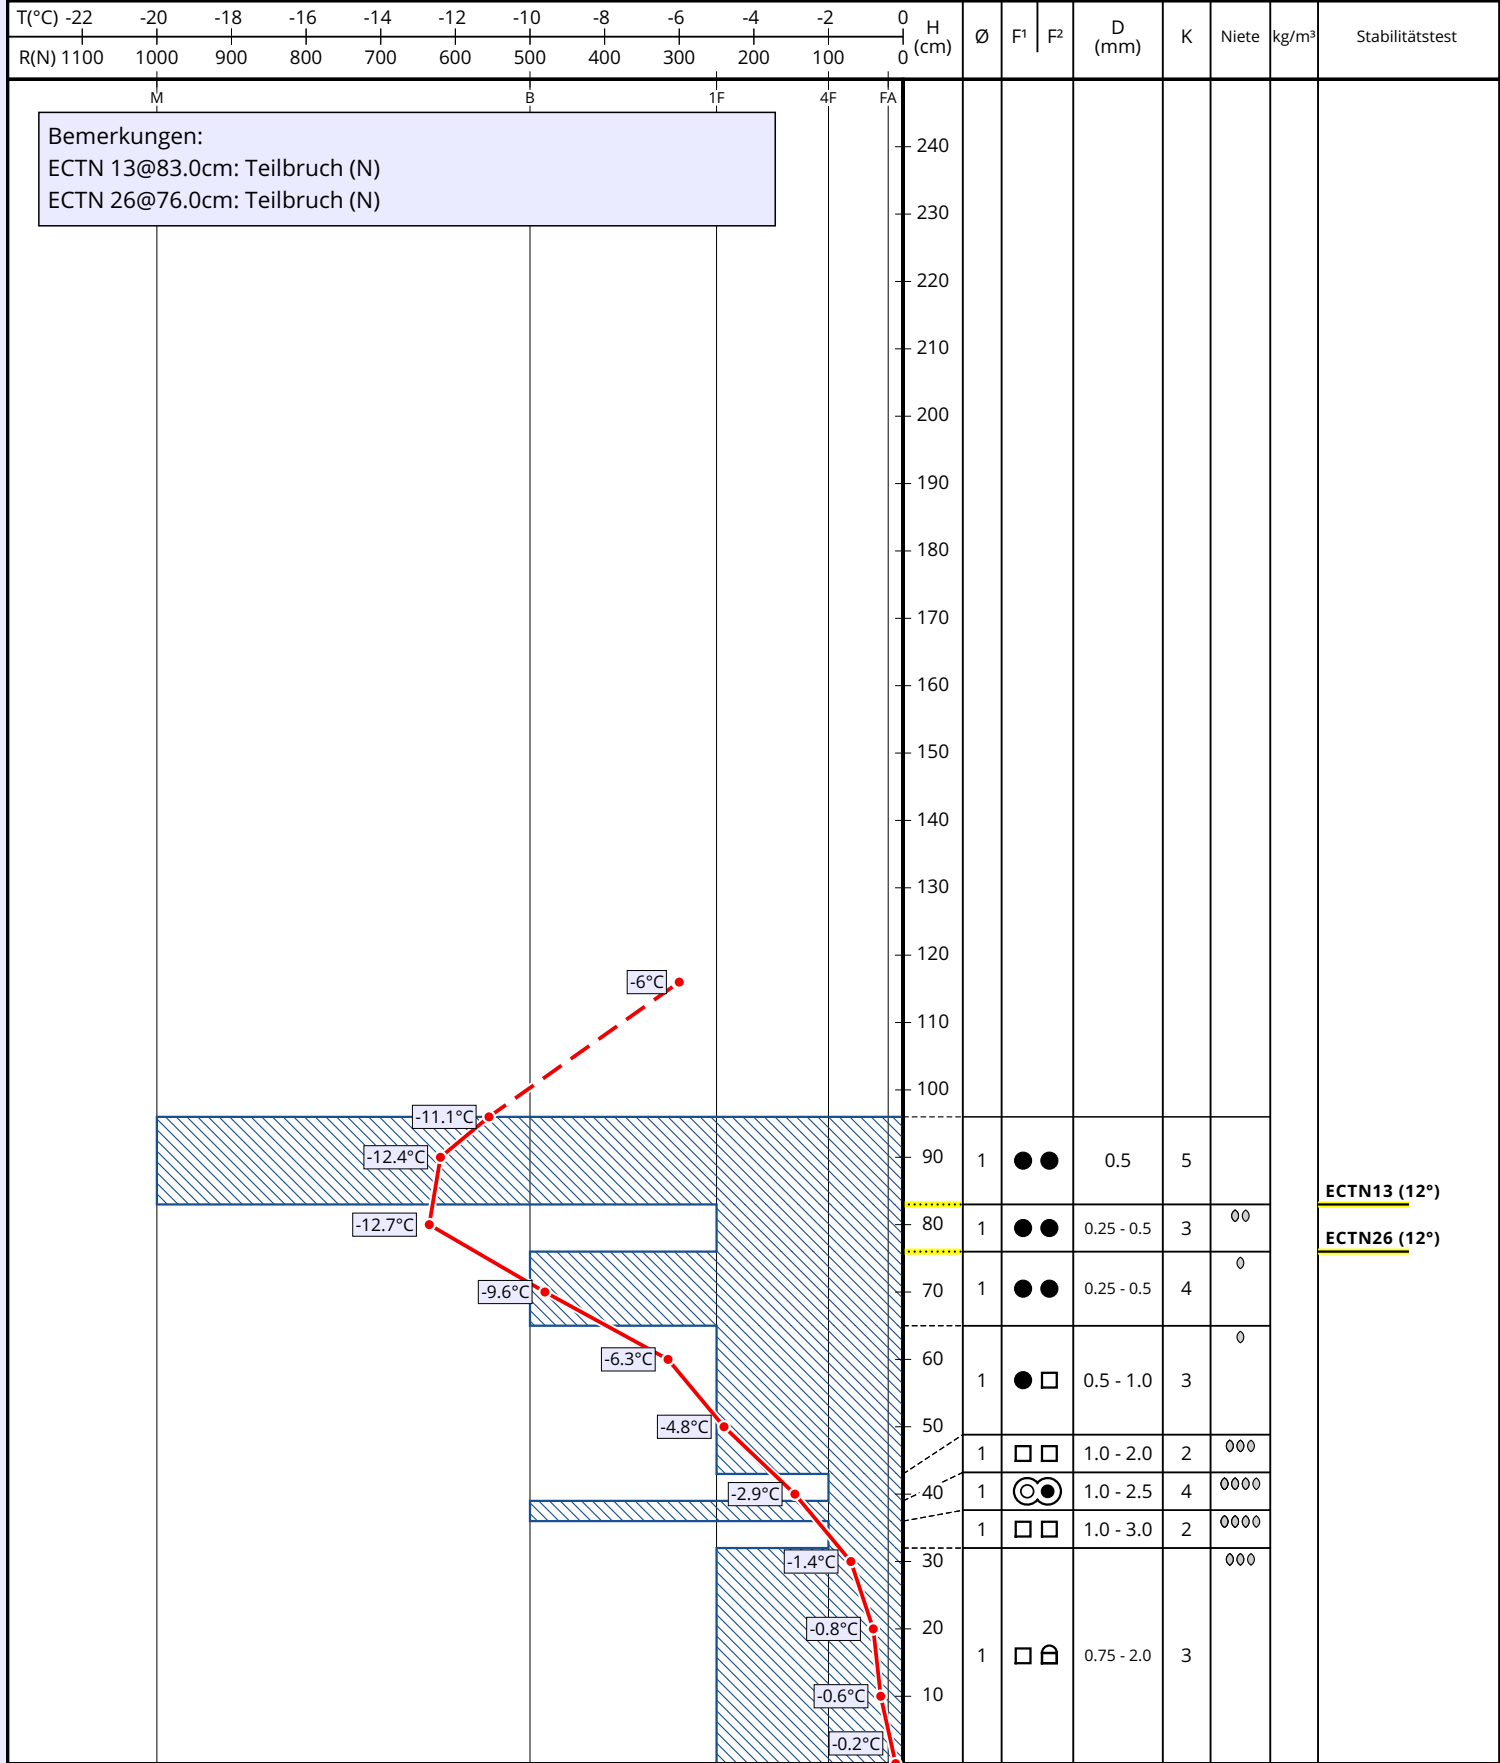 T(°C) -22 -20 -18 -16 -14 -12 -10 -8 -6 -4 -2 0
R(N) 1100 1000 900 800 700 600 500 400 300 200 100 0
H (cm) Ø F¹ F² D (mm) K Niete kg/m³ Stabilitätstest
M B 1F 4F FA
Bemerkungen:
ECTN 13@83.0cm: Teilbruch (N)
ECTN 26@76.0cm: Teilbruch (N)
240
230
220
210
200
190
180
170
160
150
140
130
120
-6°C
110
100
-11.1°C
-12.4°C 90 1 0.5 5
ECTN13 (12°)
-12.7°C 80 1 0.25 - 0.5 3
ECTN26 (12°)
-9.6°C 70 1 0.25 - 0.5 4
-6.3°C 60
1 0.5 - 1.0 3
-4.8°C 50
1 1.0 - 2.0 2
-2.9°C 40 1 1.0 - 2.5 4
1 1.0 - 3.0 2
-1.4°C 30
-0.8°C 20
1 0.75 - 2.0 3
-0.6°C 10
-0.2°C